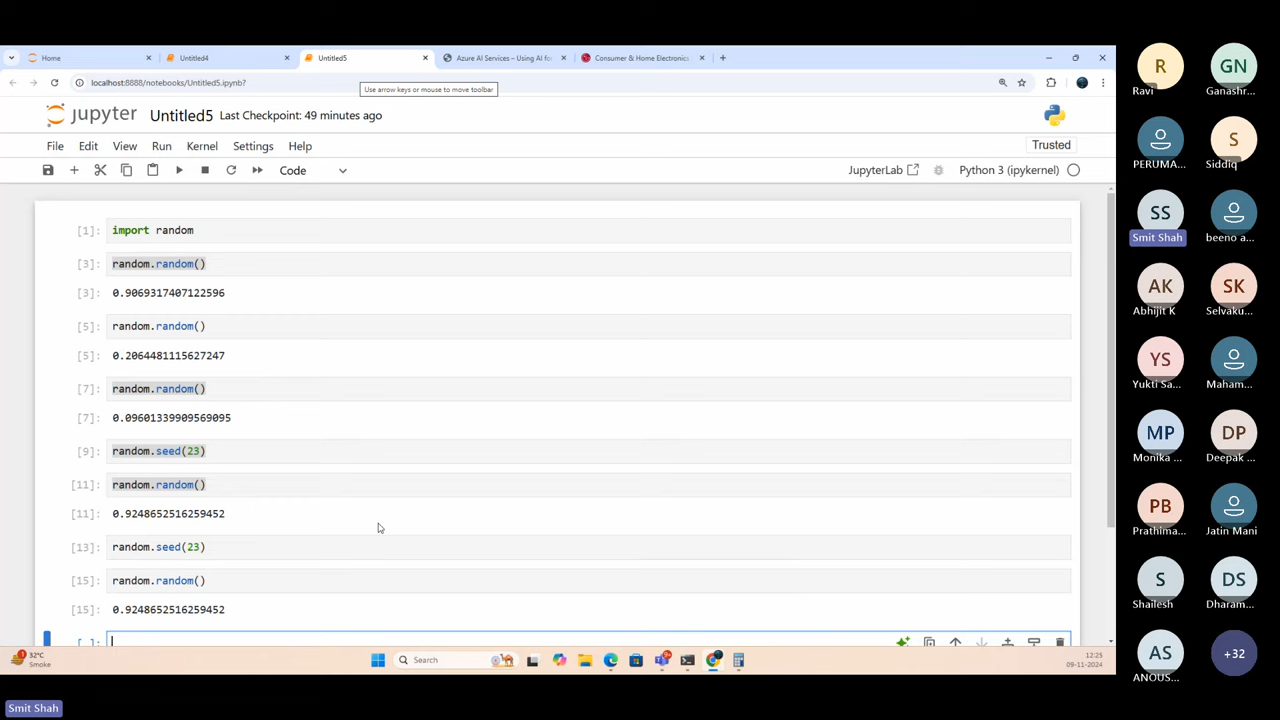 Home
Untitled4
Untitled5
Azure AI Services – Using AI fo
Consumer & Home Electronics
localhost:8888/notebooks/Untitled5.ipynb?
Use arrow keys or mouse to move toolbar
jupyter Untitled5 Last Checkpoint: 49 minutes ago
File Edit View Run Kernel Settings Help
Trusted
Code
JupyterLab
Python 3 (ipykernel)
[1]: import random
[3]: random.random()
[3]: 0.9069317407122596
[5]: random.random()
[5]: 0.2064481115627247
[7]: random.random()
[7]: 0.09601339909569095
[9]: random.seed(23)
[11]: random.random()
[11]: 0.9248652516259452
[13]: random.seed(23)
[15]: random.random()
[15]: 0.9248652516259452
[ ]:
32°C
Smoke
Search
12:25
09-11-2024
Smit Shah
R
Ravi
GN
Ganashr...
PERUMA...
S
Siddiq
SS
Smit Shah
beeno a...
AK
Abhijit K
SK
Selvaku...
YS
Yukti Sa...
Maham...
MP
Monika ...
DP
Deepak ...
PB
Prathima...
Jatin Mani
S
Shailesh
DS
Dharam...
AS
ANOUS...
+32